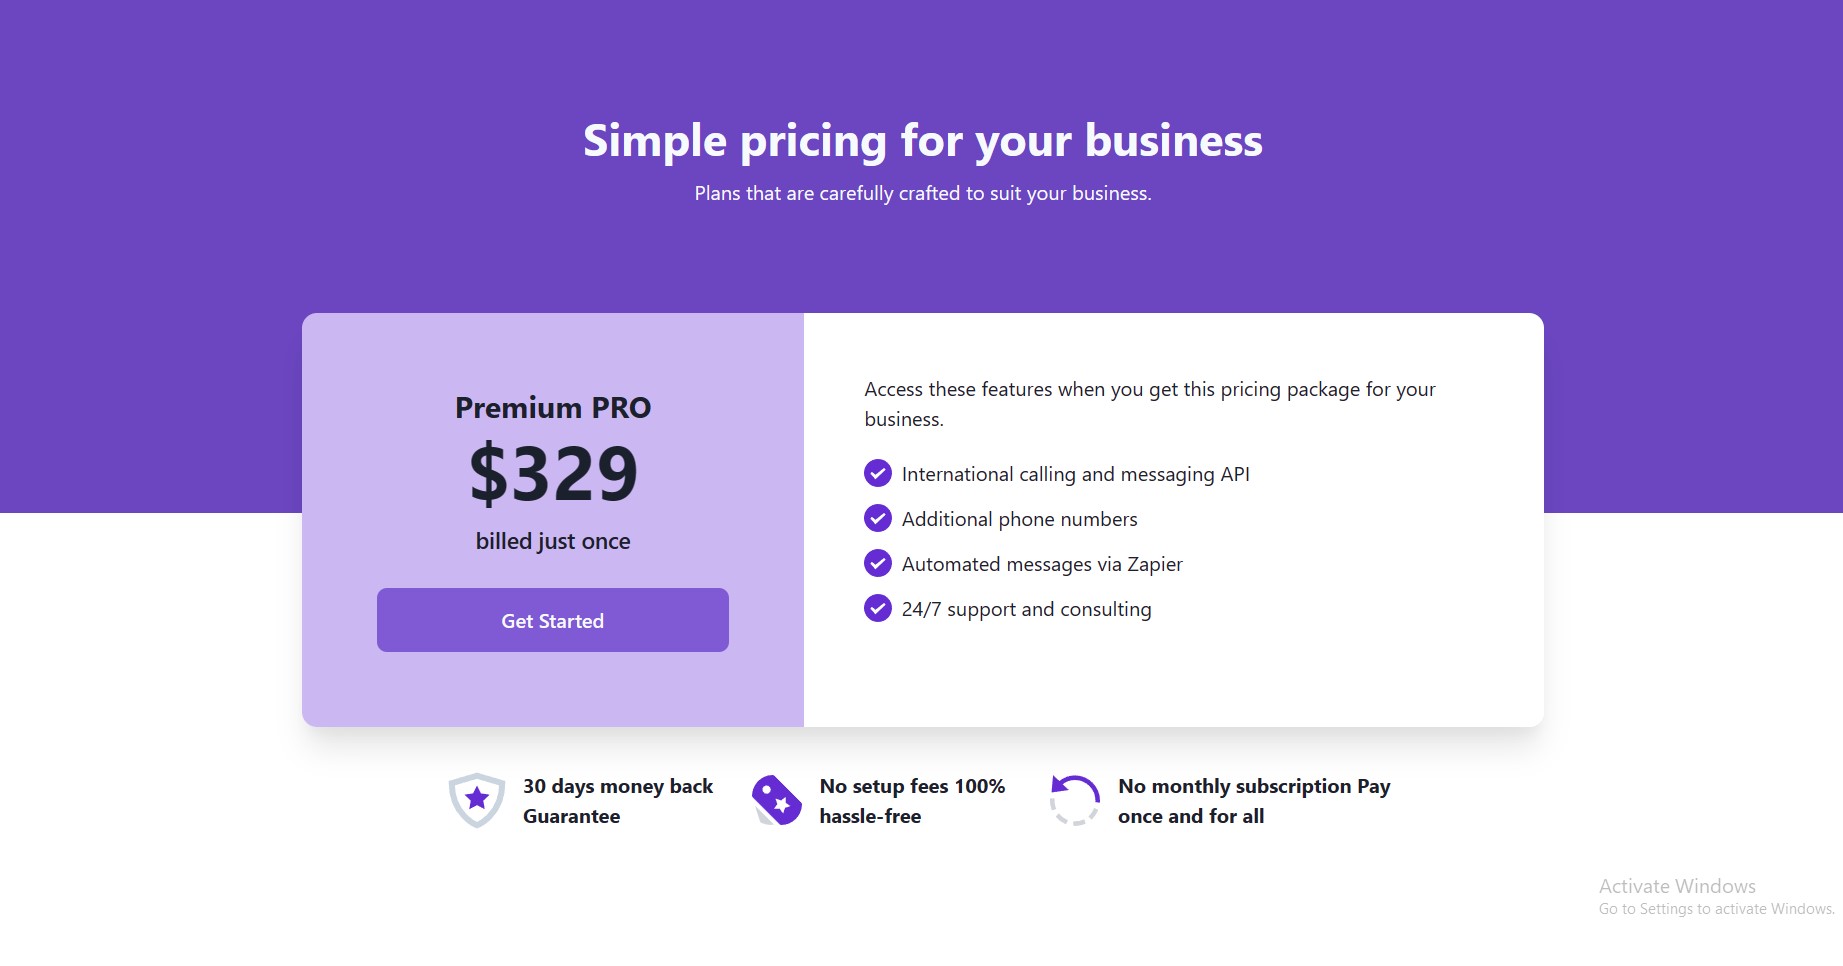 Simple pricing for your business
Plans that are carefully crafted to suit your business.
Premium PRO
$329
billed just once
Get Started
Access these features when you get this pricing package for your
business.
International calling and messaging API
Additional phone numbers
Automated messages via Zapier
24/7 support and consulting
30 days money back
Guarantee
No setup fees 100%
hassle-free
No monthly subscription Pay
once and for all
Activate Windows
Go to Settings to activate Windows.